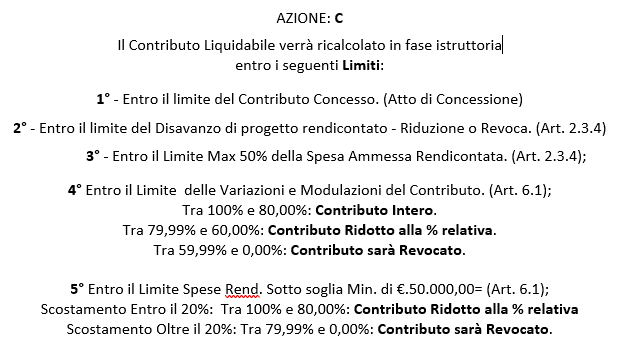 AZIONE: C
Il Contributo Liquidabile verrà ricalcolato in fase istruttoria
entro i seguenti Limiti:
1° - Entro il limite del Contributo Concesso. (Atto di Concessione)
2° - Entro il limite del Disavanzo di progetto rendicontato - Riduzione o Revoca. (Art. 2.3.4)
3° - Entro il Limite Max 50% della Spesa Ammessa Rendicontata. (Art. 2.3.4);
4° Entro il Limite  delle Variazioni e Modulazioni del Contributo. (Art. 6.1);
Tra 100% e 80,00%: Contributo Intero.
Tra 79,99% e 60,00%: Contributo Ridotto alla % relativa.
Tra 59,99% e 0,00%: Contributo sarà Revocato.
5° Entro il Limite Spese Rend. Sotto soglia Min. di €.50.000,00= (Art. 6.1);
Scostamento Entro il 20%:  Tra 100% e 80,00%: Contributo Ridotto alla % relativa
Scostamento Oltre il 20%: Tra 79,99% e 0,00%: Contributo sarà Revocato.